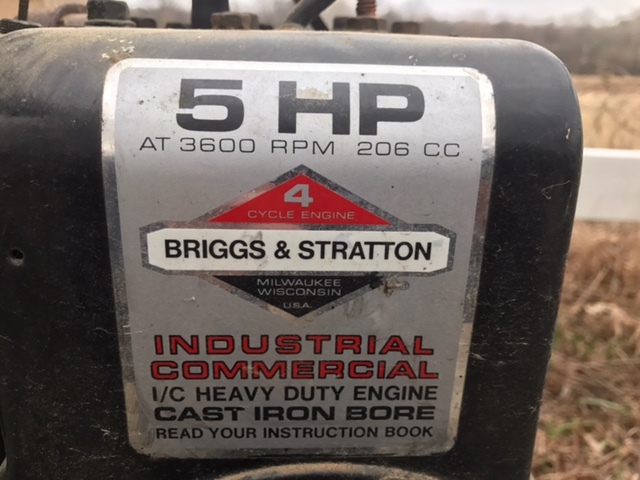 5 HP
AT 3600 RPM 206 CC
4
CYCLE ENGINE
BRIGGS & STRATTON
MILWAUKEE
WISCONSIN
U.S.A.
INDUSTRIAL
COMMERCIAL
I/C HEAVY DUTY ENGINE
CAST IRON BORE
READ YOUR INSTRUCTION BOOK